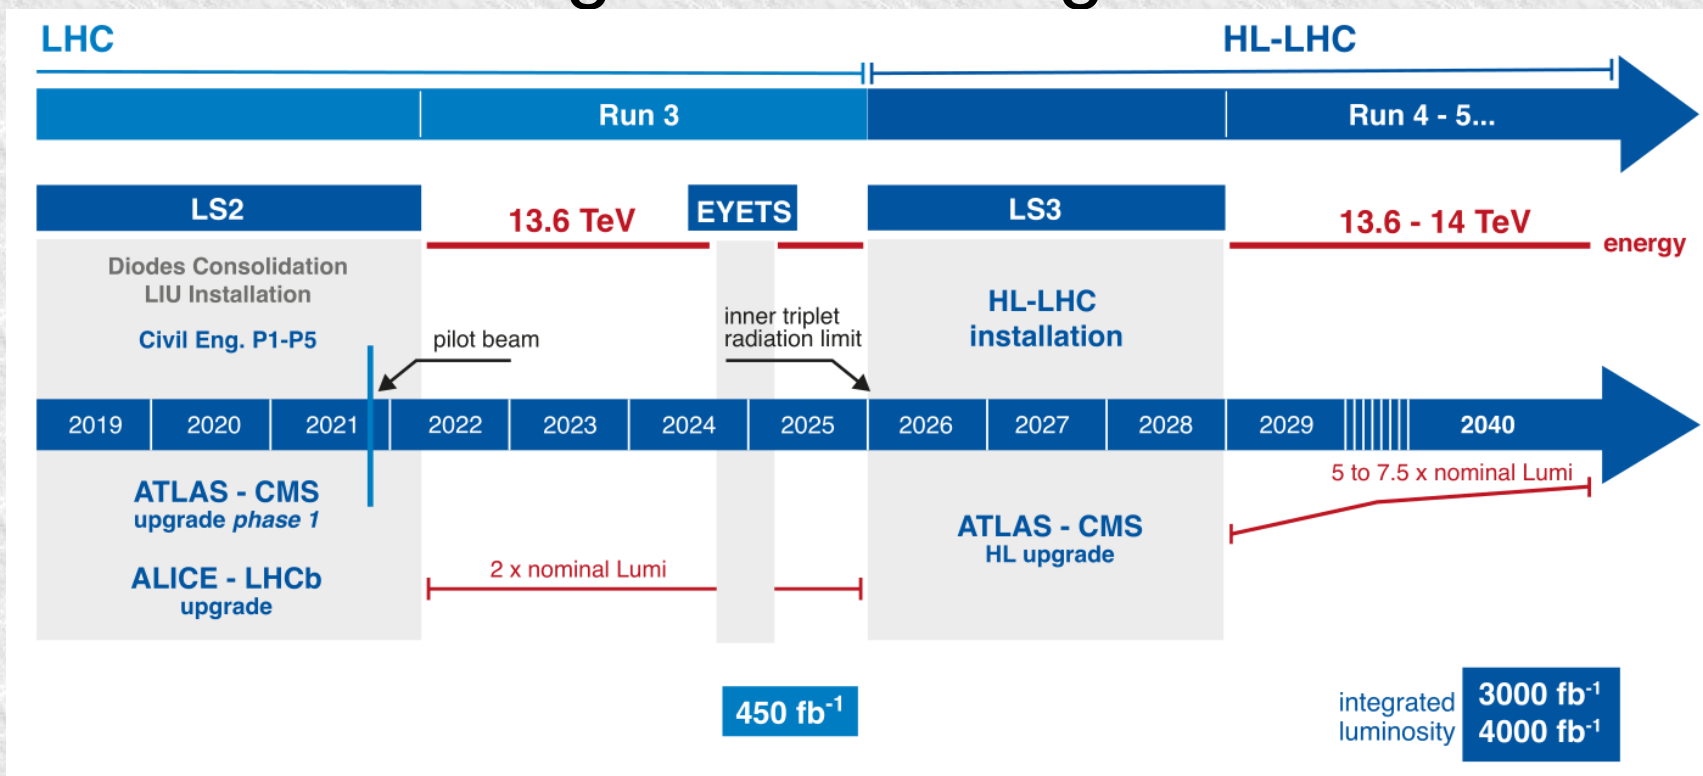 LHC
HL-LHC
Run 3
Run 4 - 5...
LS2
13.6 TeV
EYETS
LS3
13.6 - 14 TeV
energy
Diodes Consolidation
LIU Installation
Civil Eng. P1-P5
pilot beam
inner triplet
radiation limit
HL-LHC
installation
2019
2020
2021
2022
2023
2024
2025
2026
2027
2028
2029
2040
5 to 7.5 x nominal Lumi
ATLAS - CMS
upgrade phase 1
ATLAS - CMS
HL upgrade
ALICE - LHCb
upgrade
2 x nominal Lumi
450 fb⁻¹
integrated
luminosity
3000 fb⁻¹
4000 fb⁻¹